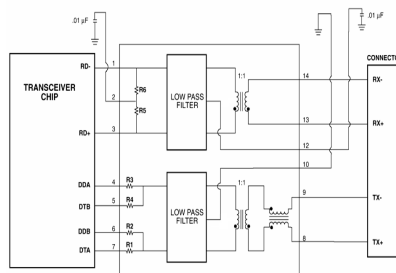 .01 µF
.01 µF
CONNECTO
TRANSCEIVER
CHIP
RD-
1
R6
2
R5
RD+
3
LOW PASS
FILTER
1:1
14
RX-
13
RX+
12
10
DDA
4
R3
DTB
5
R4
DDB
6
R2
DTA
7
R1
LOW PASS
FILTER
1:1
9
TX-
8
TX+